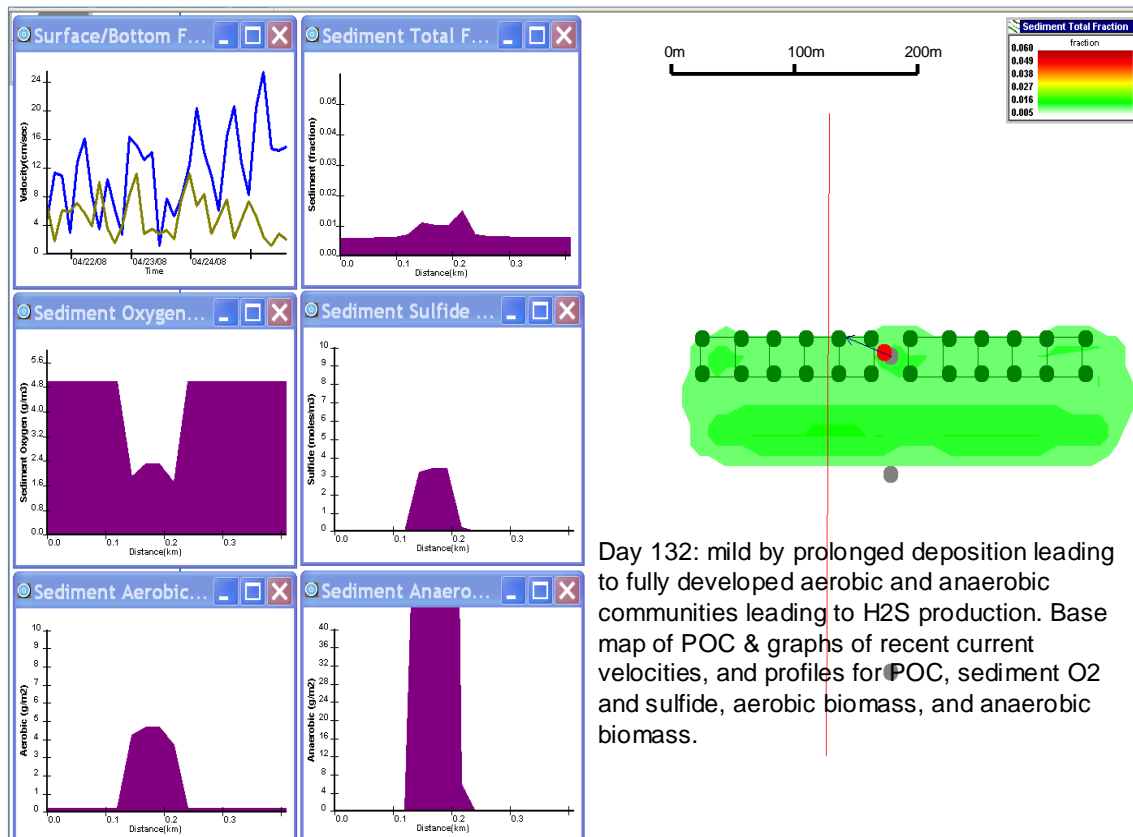 Surface/Bottom F...
Velocity(cm/sec)
24
20
16
12
8
4
0
04/22/08 04/23/08 04/24/08
Time
Sediment Total F...
Sediment (fraction)
0.05
0.04
0.03
0.02
0.01
0.00
0.0 0.1 0.2 0.3
Distance(km)
Sediment Oxygen...
Sediment Oxygen (g/m3)
5.6
4.8
4.0
3.2
2.4
1.6
0.8
0.0
0.0 0.1 0.2 0.3
Distance(km)
Sediment Sulfide ...
Sulfide (moles/m3)
10
9
8
7
6
5
4
3
2
1
0
0.0 0.1 0.2 0.3
Distance(km)
Sediment Aerobic...
Aerobic (g/m2)
10
9
8
7
6
5
4
3
2
1
0
0.0 0.1 0.2 0.3
Distance(km)
Sediment Anaero...
Anaerobic (g/m2)
40
36
32
28
24
20
16
12
8
4
0
0.0 0.1 0.2 0.3
Distance(km)
0m 100m 200m
Sediment Total Fraction
fraction
0.060
0.049
0.038
0.027
0.016
0.005
Day 132: mild by prolonged deposition leading
to fully developed aerobic and anaerobic
communities leading to H2S production. Base
map of POC & graphs of recent current
velocities, and profiles for POC, sediment O2
and sulfide, aerobic biomass, and anaerobic
biomass.